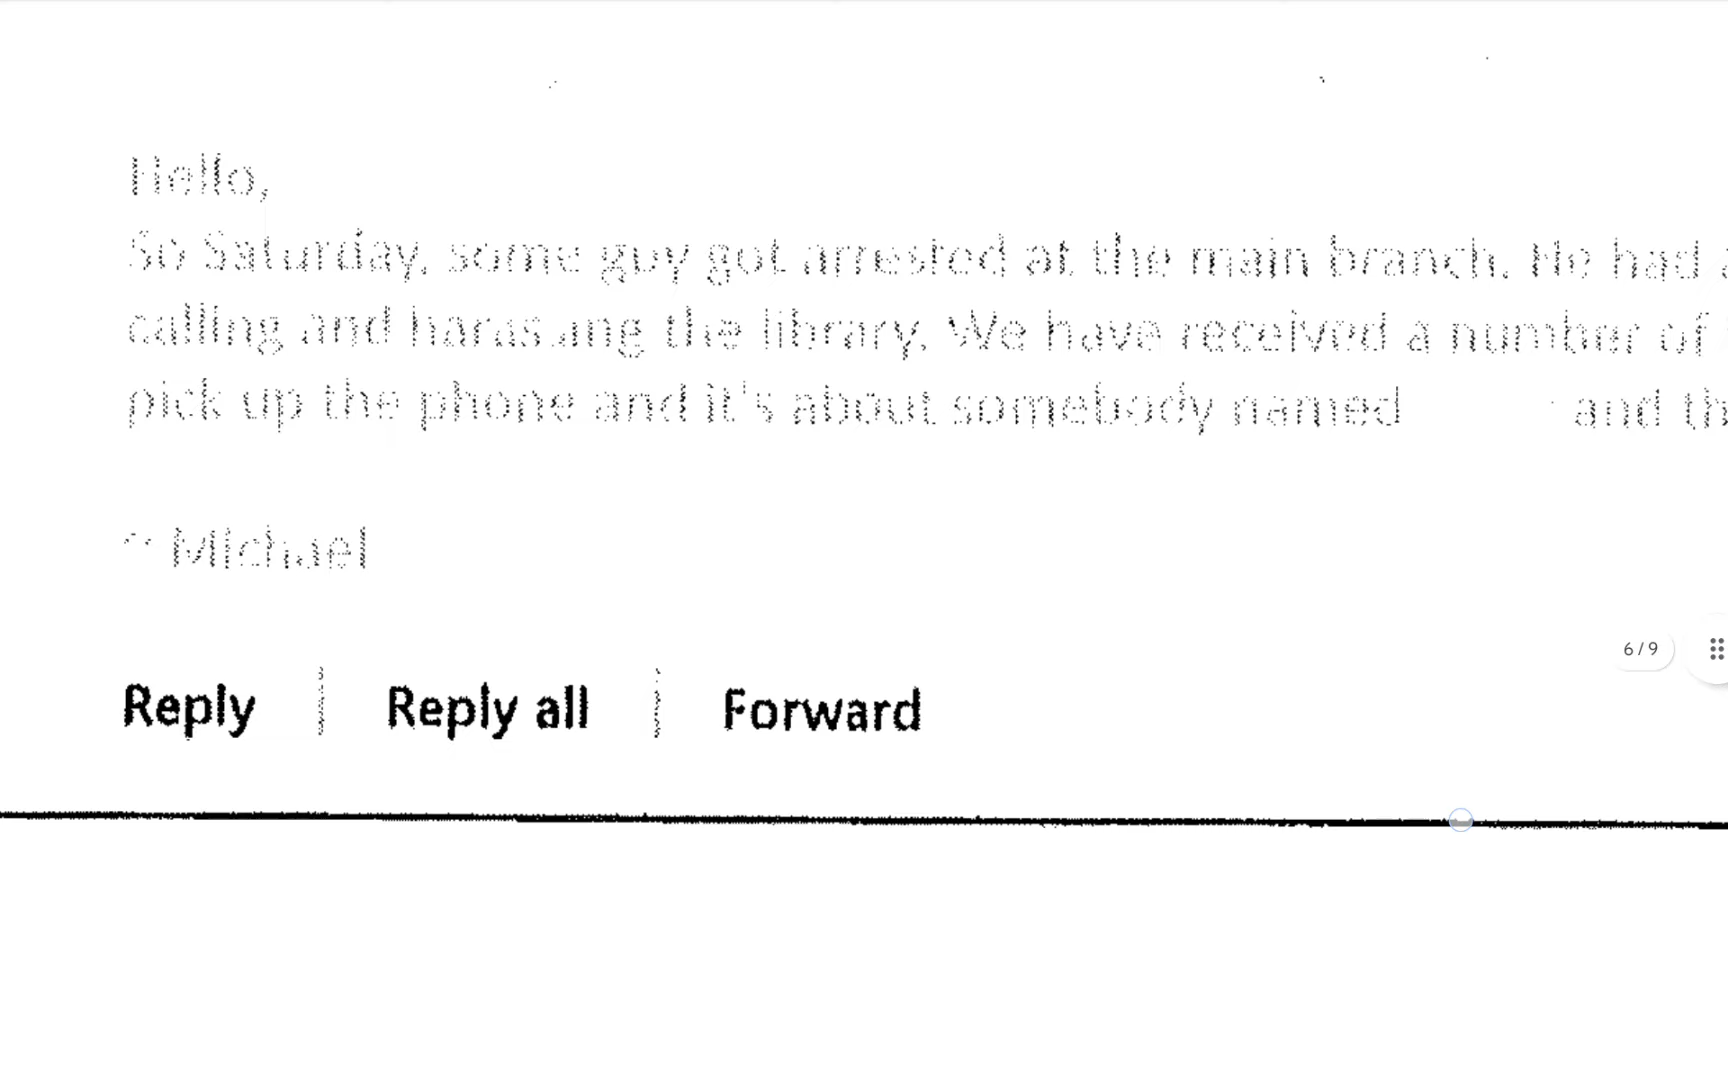 Hello,
So Saturday, some guy got arrested at the main branch. He had a
calling and harassing the library. We have received a number of
pick up the phone and it's about somebody named and th
~ Michael
Reply | Reply all | Forward
6 / 9